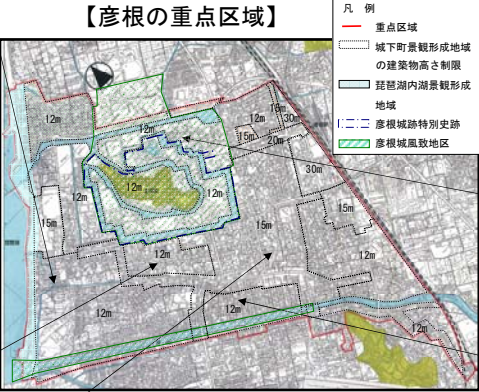 【彦根の重点区域】
凡 例
重点区域
城下町景観形成地域
の建築物高さ制限
琵琶湖内湖景観形成
地域
彦根城跡特別史跡
彦根城風致地区
12m
12m
15m
30m
12m
20m
30m
12m
12m
12m
15m
15m
15m
12m
12m
12m
12m
12m
12m